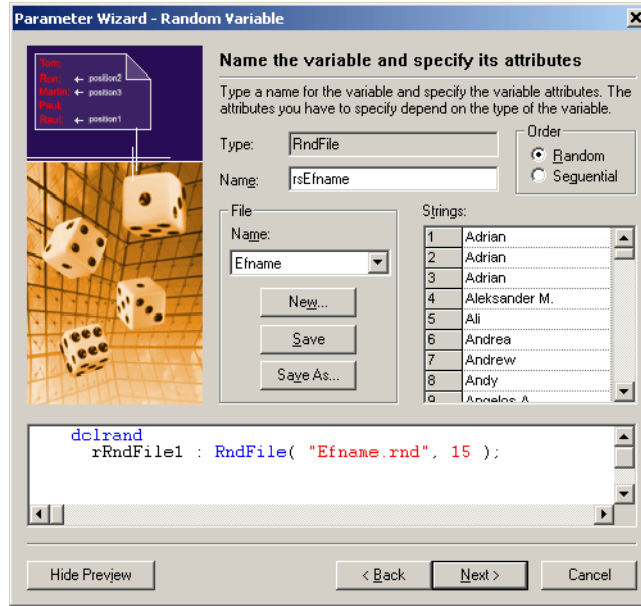 Parameter Wizard - Random Variable
Tom;
Ron; ← position2
Martin; ← position3
Paul;
Raul; ← position1
Name the variable and specify its attributes
Type a name for the variable and specify the variable attributes. The
attributes you have to specify depend on the type of the variable.
Type: RndFile
Name: rsEfname
Order
Random
Sequential
File
Name:
Efname
New...
Save
Save As...
Strings:
1 Adrian
2 Adrian
3 Adrian
4 Aleksander M.
5 Ali
6 Andrea
7 Andrew
8 Andy
9 Angelos A.
dclrand
rRndFile1 : RndFile( "Efname.rnd", 15 );
Hide Preview
< Back
Next >
Cancel